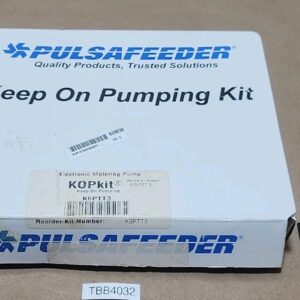 PULSAFEEDER®
Quality Products, Trusted Solutions
Keep On Pumping Kit
Electronic Metering Pump
KOPkit®
Keep On Pumping
K6PTT3
Reorder Kit Number:
K6PTT3
PULSAFEEDER
TBB4032